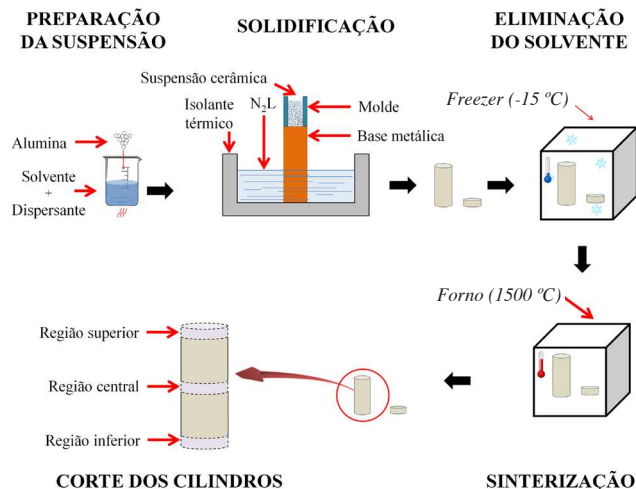 PREPARAÇÃO
DA SUSPENSÃO
SOLIDIFICAÇÃO
ELIMINAÇÃO
DO SOLVENTE
Suspensão cerâmica
N2L
Isolante
térmico
Molde
Base metálica
Alumina
Solvente
+
Dispersante
Freezer (-15 ºC)
Forno (1500 ºC)
Região superior
Região central
Região inferior
CORTE DOS CILINDROS
SINTERIZAÇÃO